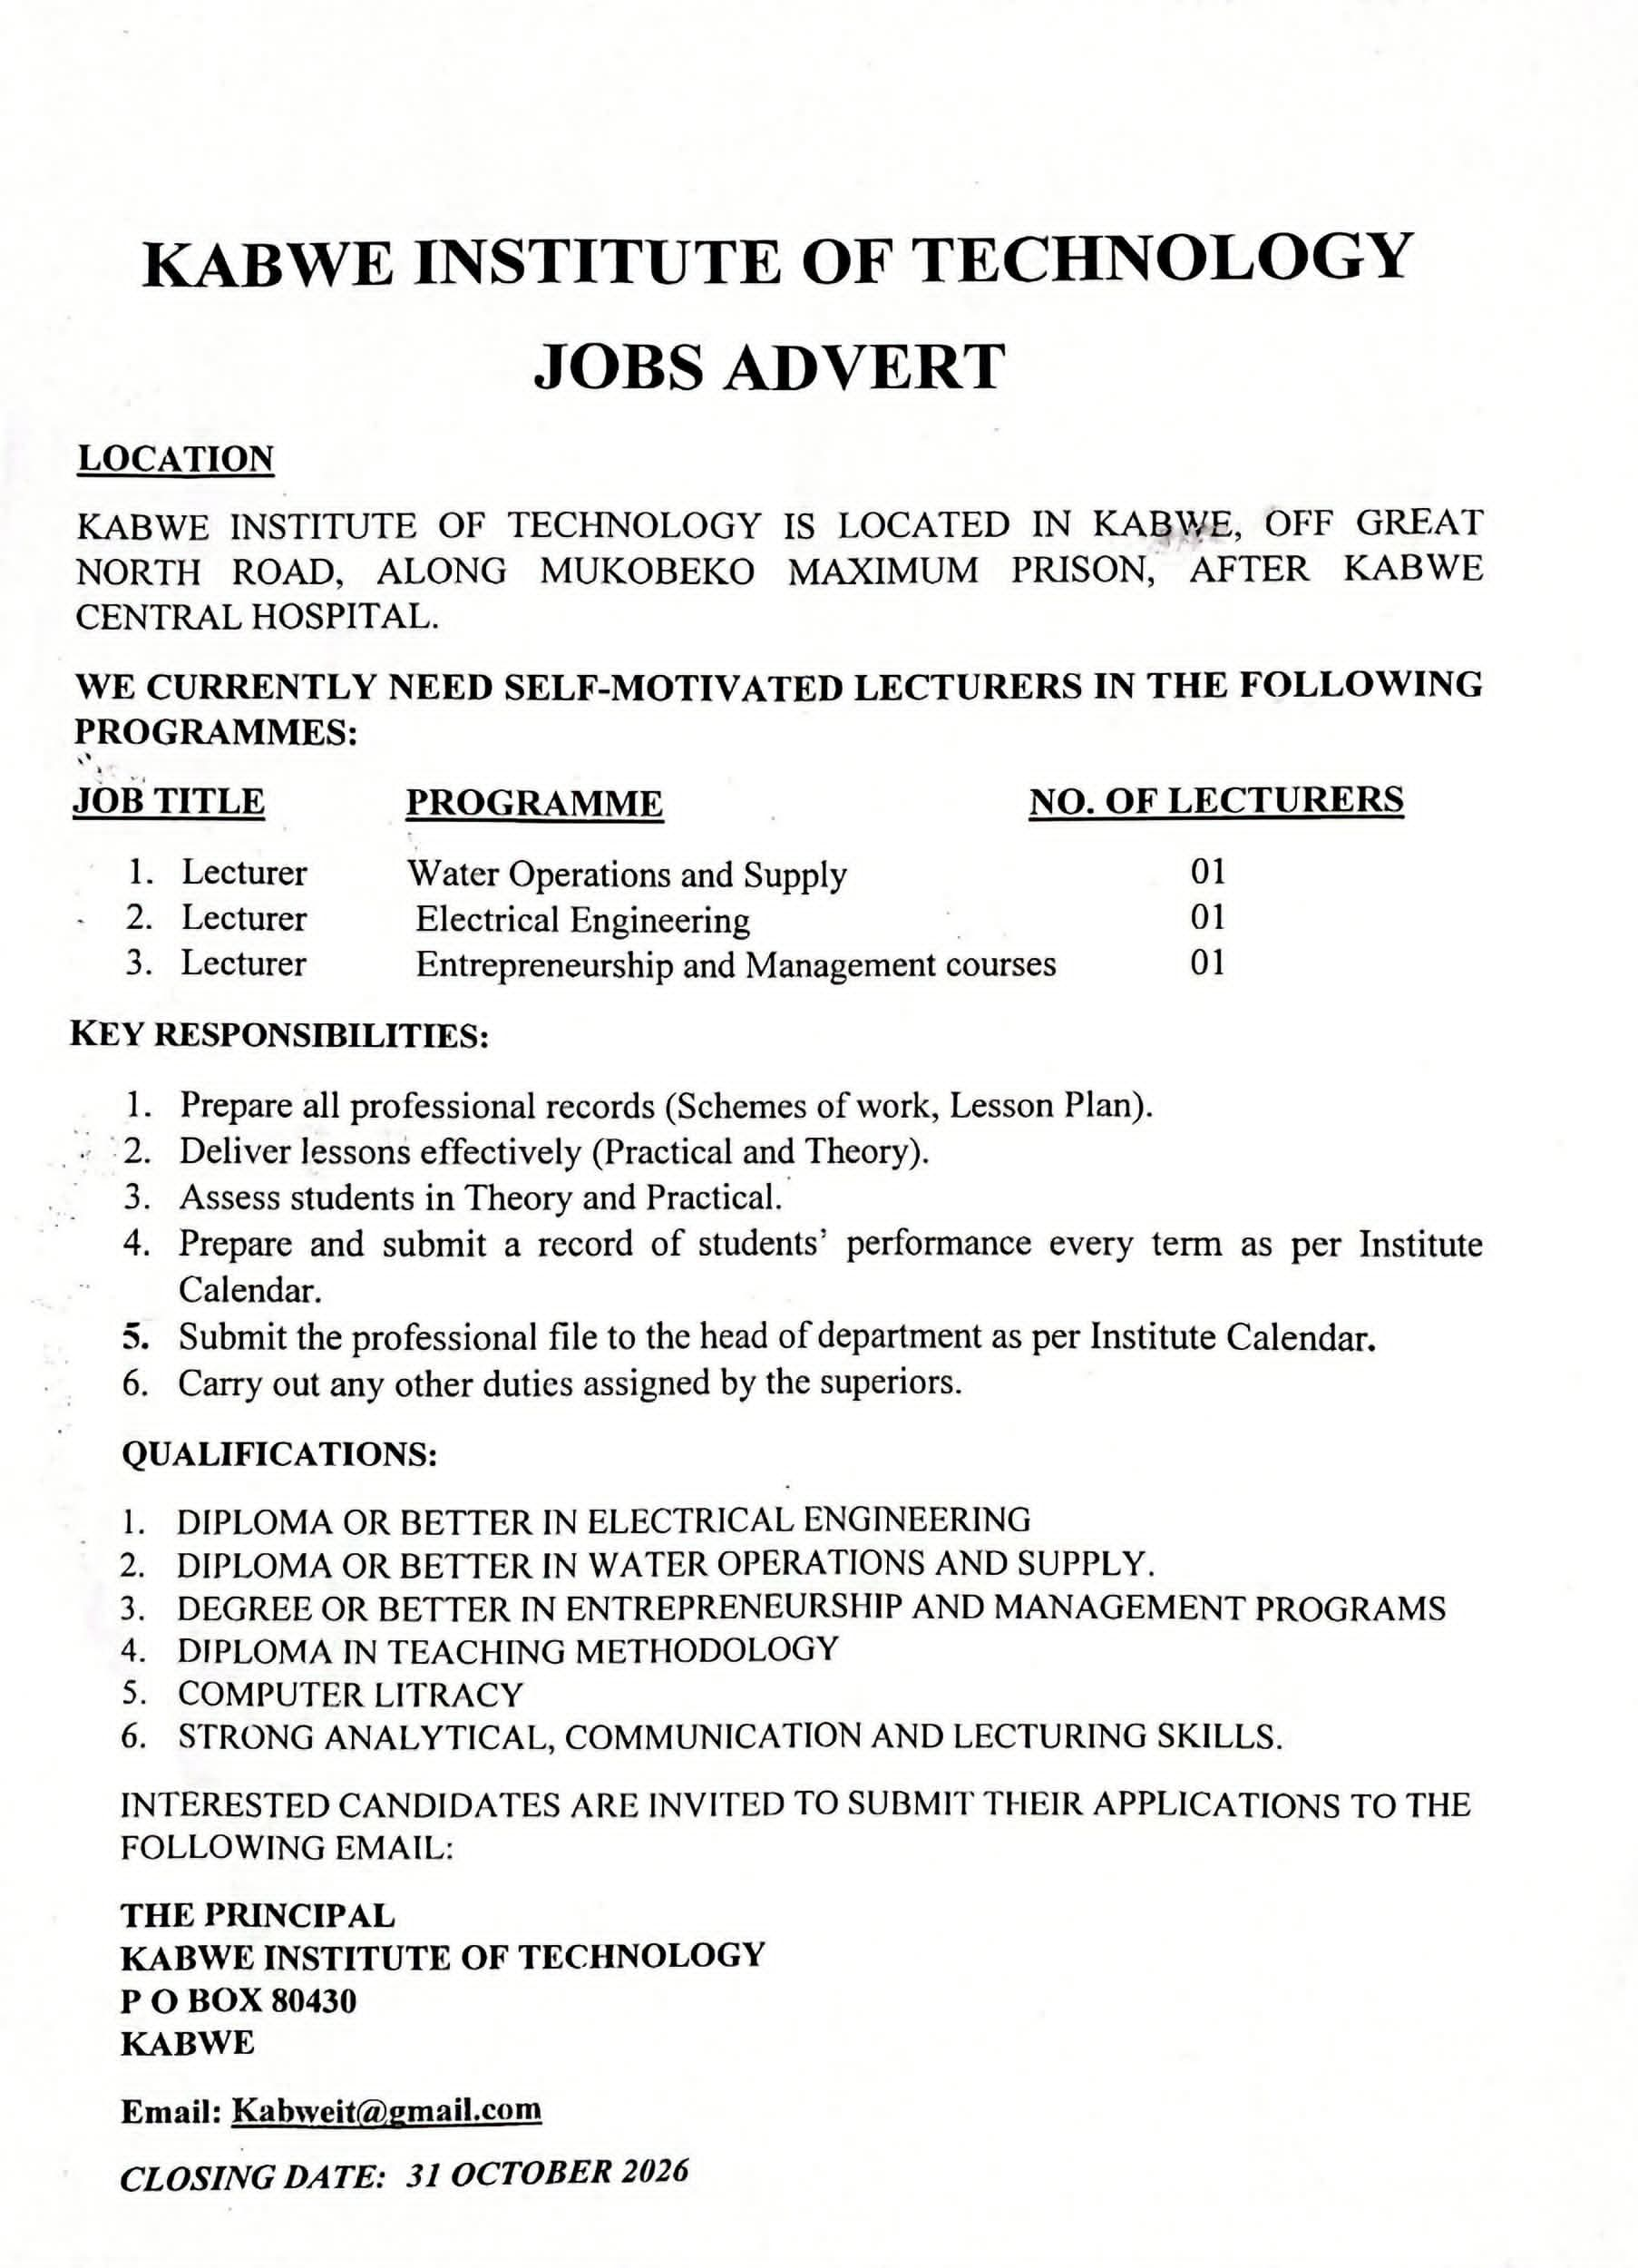 KABWE INSTITUTE OF TECHNOLOGY
JOBS ADVERT
LOCATION
KABWE INSTITUTE OF TECHNOLOGY IS LOCATED IN KABWE, OFF GREAT
NORTH ROAD, ALONG MUKOBEKO MAXIMUM PRISON, AFTER KABWE
CENTRAL HOSPITAL.
WE CURRENTLY NEED SELF-MOTIVATED LECTURERS IN THE FOLLOWING
PROGRAMMES:
JOB TITLE PROGRAMME NO. OF LECTURERS
1. Lecturer Water Operations and Supply 01
2. Lecturer Electrical Engineering 01
3. Lecturer Entrepreneurship and Management courses 01
KEY RESPONSIBILITIES:
1. Prepare all professional records (Schemes of work, Lesson Plan).
2. Deliver lessons effectively (Practical and Theory).
3. Assess students in Theory and Practical.
4. Prepare and submit a record of students' performance every term as per Institute
Calendar.
5. Submit the professional file to the head of department as per Institute Calendar.
6. Carry out any other duties assigned by the superiors.
QUALIFICATIONS:
1. DIPLOMA OR BETTER IN ELECTRICAL ENGINEERING
2. DIPLOMA OR BETTER IN WATER OPERATIONS AND SUPPLY.
3. DEGREE OR BETTER IN ENTREPRENEURSHIP AND MANAGEMENT PROGRAMS
4. DIPLOMA IN TEACHING METHODOLOGY
5. COMPUTER LITRACY
6. STRONG ANALYTICAL, COMMUNICATION AND LECTURING SKILLS.
INTERESTED CANDIDATES ARE INVITED TO SUBMIT THEIR APPLICATIONS TO THE
FOLLOWING EMAIL:
THE PRINCIPAL
KABWE INSTITUTE OF TECHNOLOGY
P O BOX 80430
KABWE
Email: Kabweit@gmail.com
CLOSING DATE: 31 OCTOBER 2026